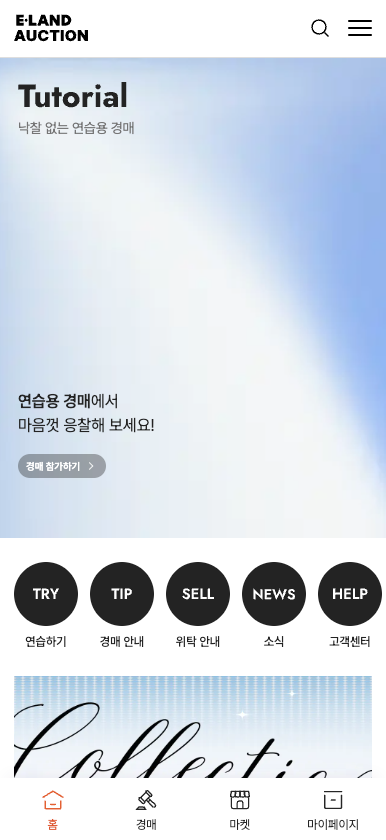 E·LAND
AUCTION
Tutorial
낙찰 없는 연습용 경매
연습용 경매에서
마음껏 응찰해 보세요!
경매 참가하기
TRY
TIP
SELL
NEWS
HELP
연습하기
경매 안내
위탁 안내
소식
고객센터
Collecti
홈
경매
마켓
마이페이지